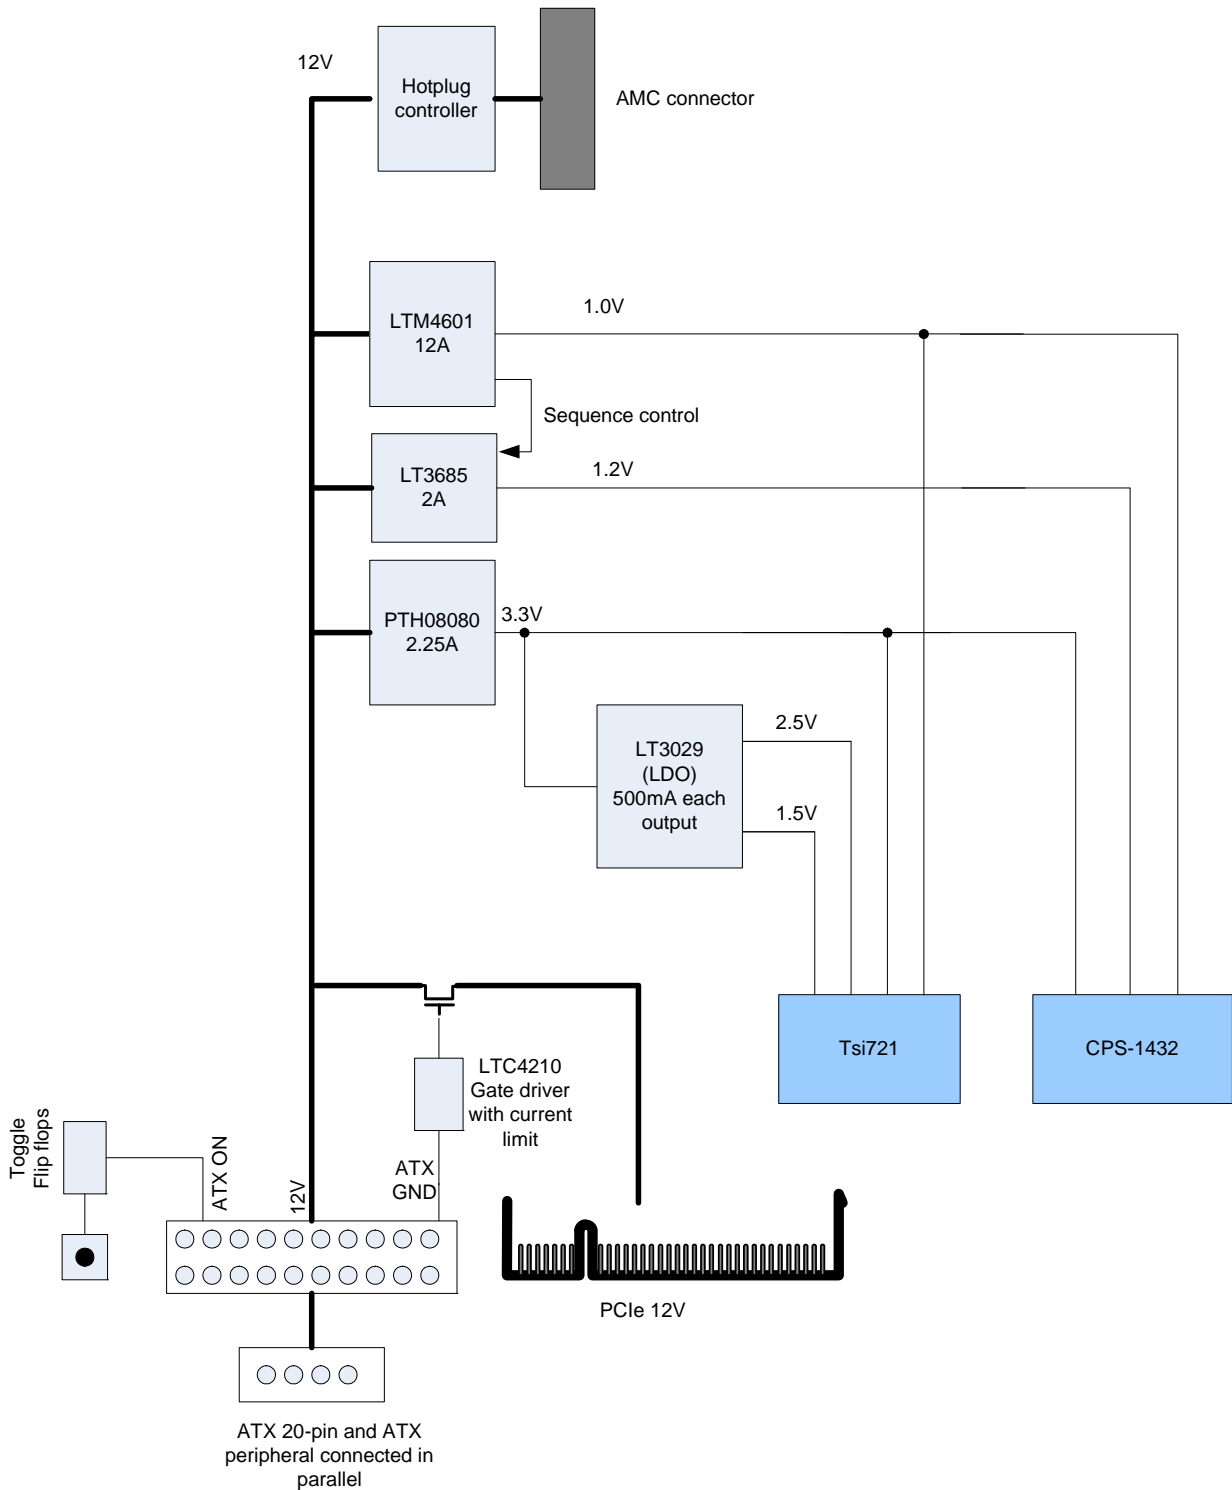 12V
Hotplug
controller
AMC connector
LTM4601
12A
1.0V
Sequence control
LT3685
2A
1.2V
PTH08080
2.25A
3.3V
LT3029
(LDO)
500mA each
output
2.5V
1.5V
Tsi721
CPS-1432
LTC4210
Gate driver
with current
limit
Toggle
Flip flops
ATX ON
12V
ATX
GND
PCIe 12V
ATX 20-pin and ATX
peripheral connected in
parallel